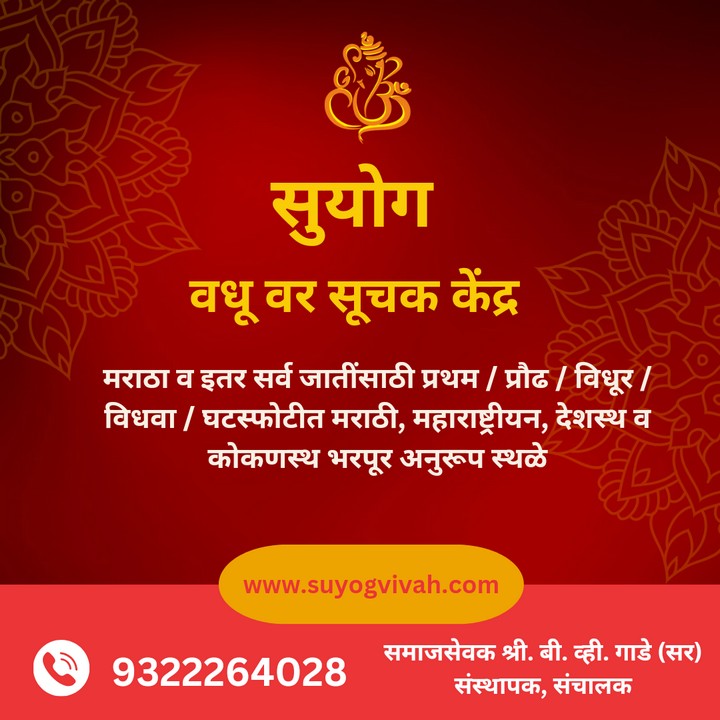 सुयोग
वधू वर सूचक केंद्र
मराठा व इतर सर्व जातींसाठी प्रथम / प्रौढ / विधूर /
विधवा / घटस्फोटीत मराठी, महाराष्ट्रीयन, देशस्थ व
कोकणस्थ भरपूर अनुरूप स्थळे
www.suyogvivah.com
9322264028
समाजसेवक श्री. बी. व्ही. गाडे (सर)
संस्थापक, संचालक